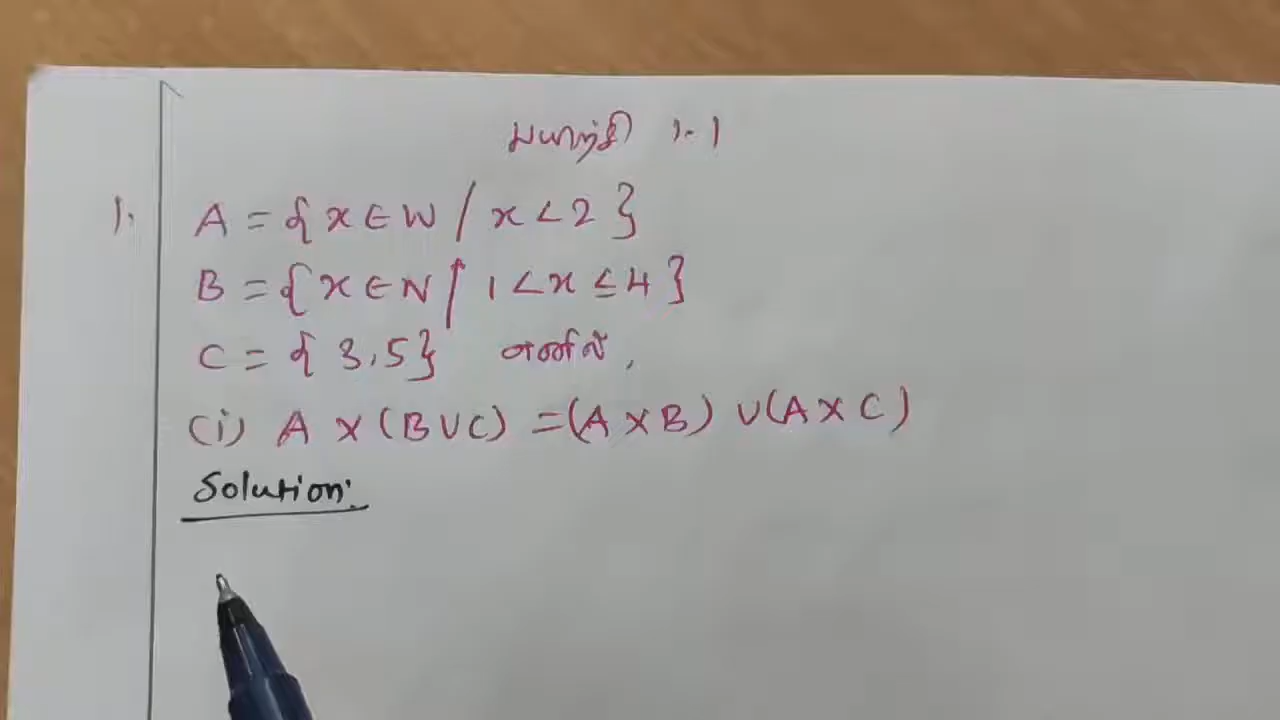 பயிற்சி 1.1
1. A = { x ∈ W / x < 2 }
B = { x ∈ N / 1 < x ≤ 4 }
C = { 3, 5 } எனில்,
(i) A × (B ∪ C) = (A × B) ∪ (A × C)
Solution: